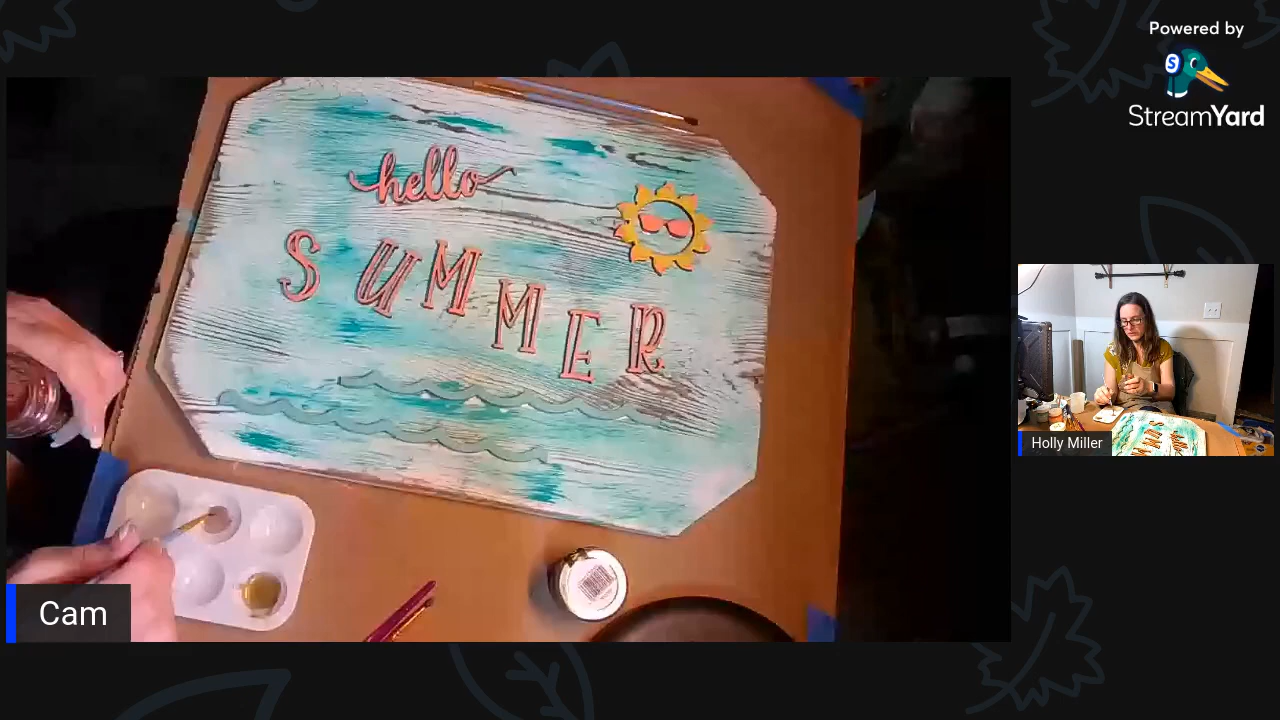 Powered by
S
StreamYard
hello
SUMMER
Holly Miller
Cam